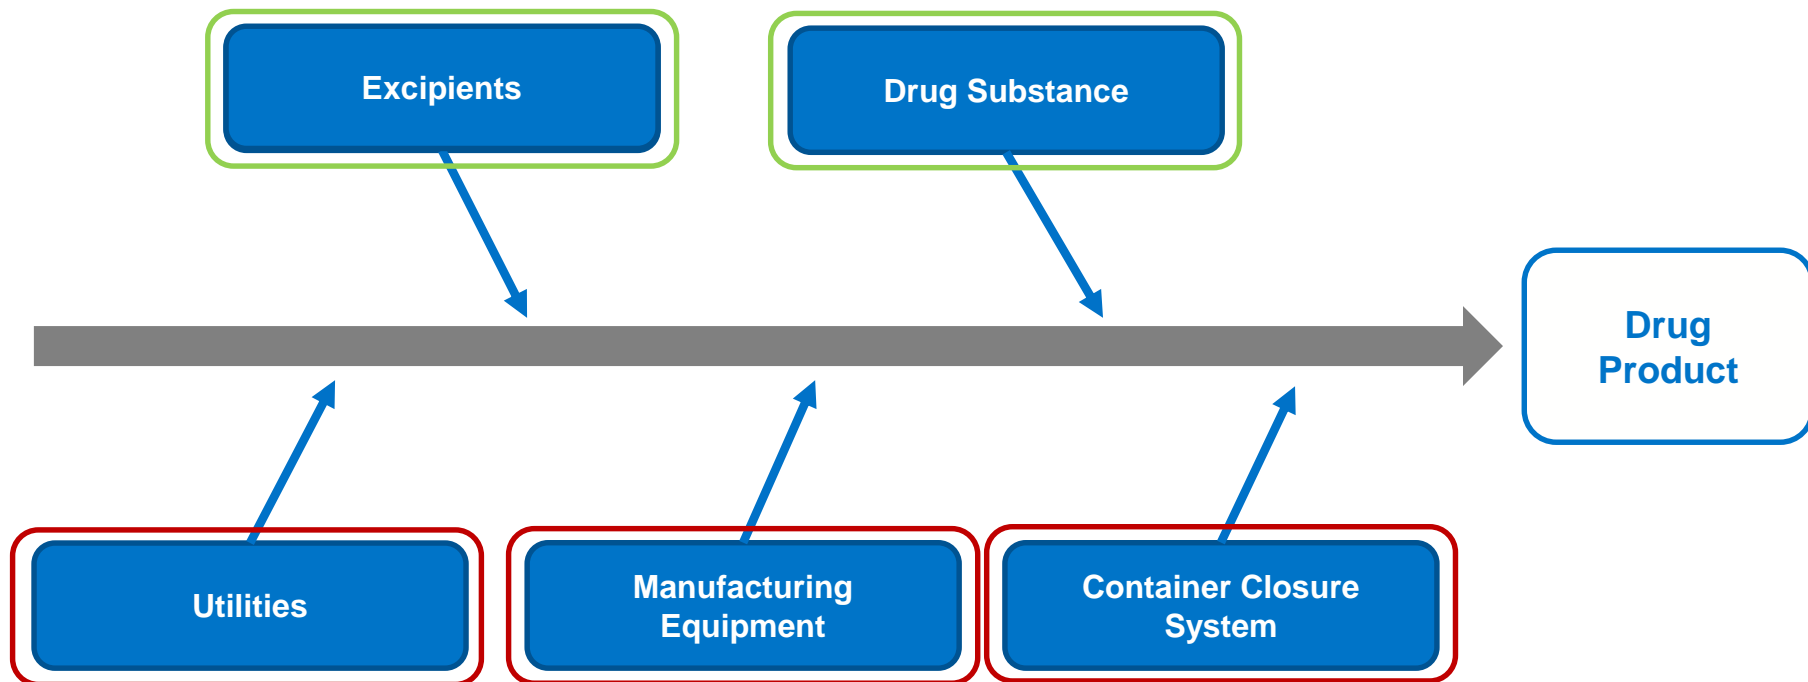 Excipients
Drug Substance
Drug
Product
Utilities
Manufacturing
Equipment
Container Closure
System